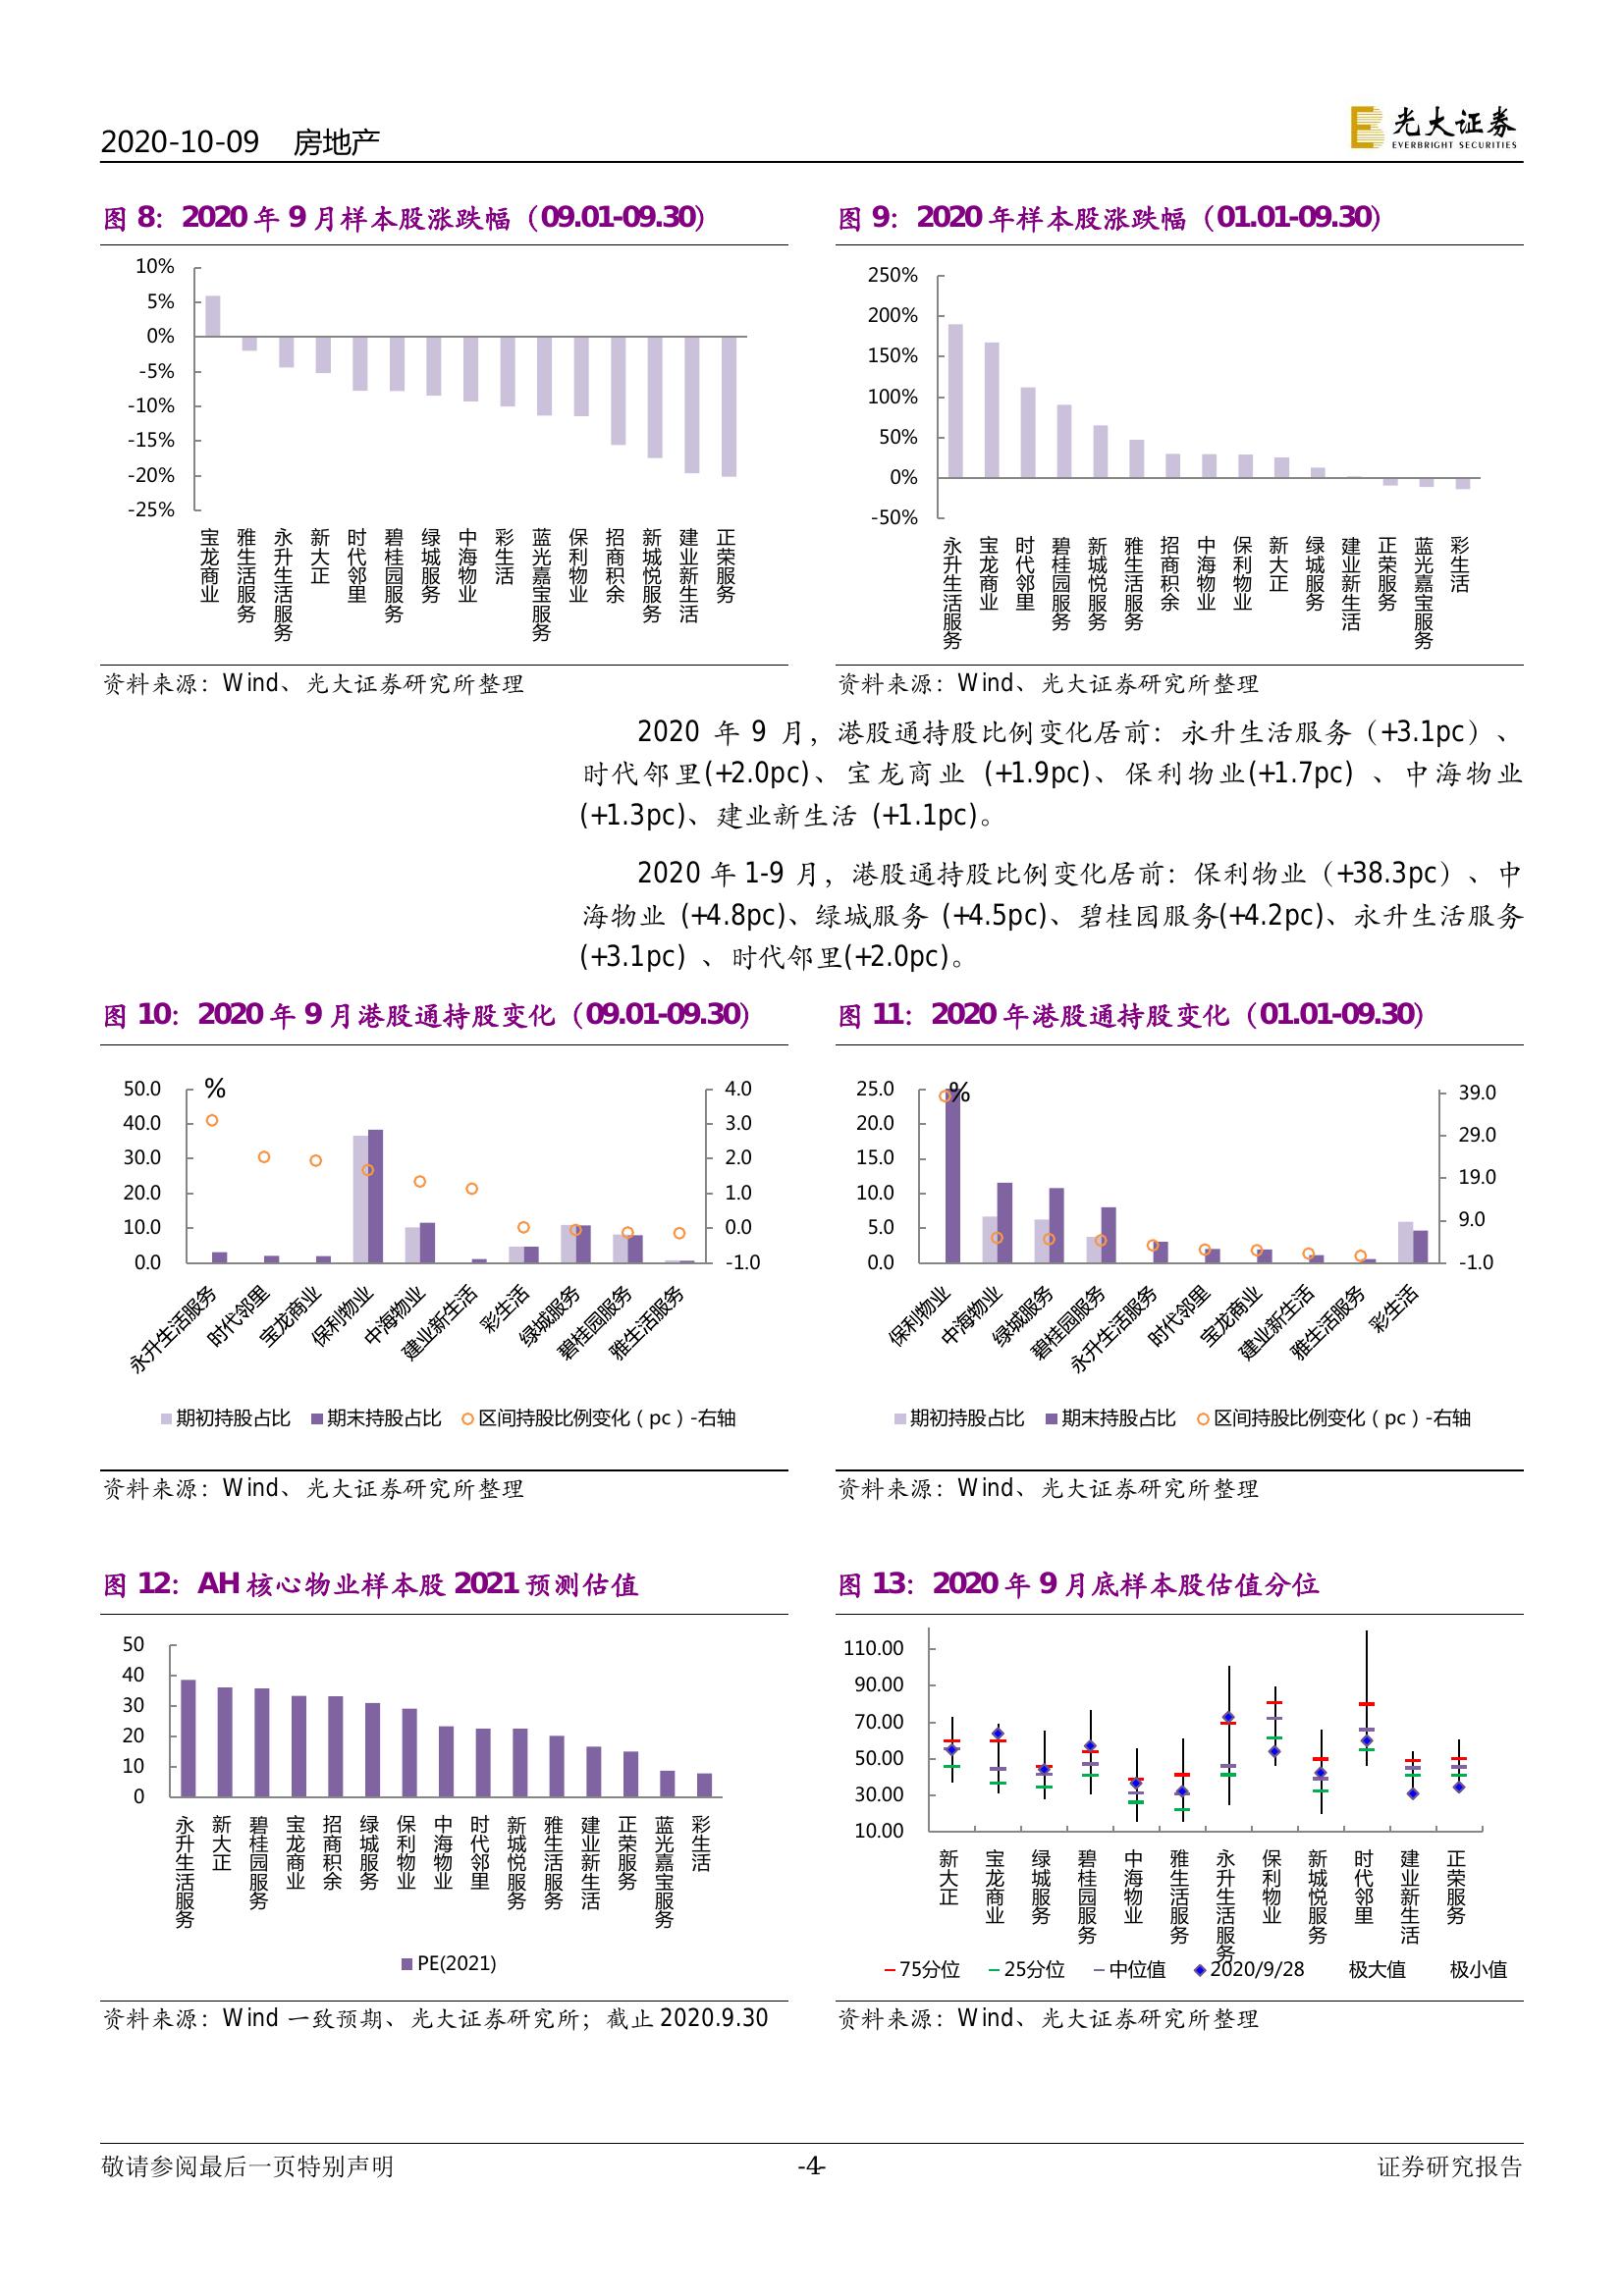 2020-10-09 房地产
光大证券
EVERBRIGHT SECURITIES
图 8：2020 年 9 月样本股涨跌幅（09.01-09.30）
10%
5%
0%
-5%
-10%
-15%
-20%
-25%
宝龙商业
雅生活服务
永升生活服务
新大正
时代邻里
碧桂园服务
绿城服务
中海物业
彩生活
蓝光嘉宝服务
保利物业
招商积余
新城悦服务
建业新生活
正荣服务
资料来源：Wind、光大证券研究所整理
图 9：2020 年样本股涨跌幅（01.01-09.30）
250%
200%
150%
100%
50%
0%
-50%
永升生活服务
宝龙商业
时代邻里
碧桂园服务
新城悦服务
雅生活服务
招商积余
中海物业
保利物业
新大正
绿城服务
建业新生活
正荣服务
蓝光嘉宝服务
彩生活
资料来源：Wind、光大证券研究所整理
2020 年 9 月，港股通持股比例变化居前：永升生活服务（+3.1pc）、
时代邻里(+2.0pc)、宝龙商业 (+1.9pc)、保利物业(+1.7pc) 、中海物业
(+1.3pc)、建业新生活 (+1.1pc)。
2020 年 1-9 月，港股通持股比例变化居前：保利物业（+38.3pc）、中
海物业 (+4.8pc)、绿城服务 (+4.5pc)、碧桂园服务(+4.2pc)、永升生活服务
(+3.1pc) 、时代邻里(+2.0pc)。
图 10：2020 年 9 月港股通持股变化（09.01-09.30）
%
50.0
40.0
30.0
20.0
10.0
0.0
4.0
3.0
2.0
1.0
0.0
-1.0
永升生活服务
时代邻里
宝龙商业
保利物业
中海物业
建业新生活
彩生活
绿城服务
碧桂园服务
雅生活服务
期初持股占比 期末持股占比 区间持股比例变化（pc）-右轴
资料来源：Wind、光大证券研究所整理
图 11：2020 年港股通持股变化（01.01-09.30）
%
25.0
20.0
15.0
10.0
5.0
0.0
39.0
29.0
19.0
9.0
-1.0
保利物业
中海物业
绿城服务
碧桂园服务
永升生活服务
时代邻里
宝龙商业
建业新生活
雅生活服务
彩生活
期初持股占比 期末持股占比 区间持股比例变化（pc）-右轴
资料来源：Wind、光大证券研究所整理
图 12：AH 核心物业样本股 2021 预测估值
50
40
30
20
10
0
永升生活服务
新大正
碧桂园服务
宝龙商业
招商积余
绿城服务
保利物业
中海物业
时代邻里
新城悦服务
雅生活服务
建业新生活
正荣服务
蓝光嘉宝服务
彩生活
PE(2021)
资料来源：Wind 一致预期、光大证券研究所；截止 2020.9.30
图 13：2020 年 9 月底样本股估值分位
110.00
90.00
70.00
50.00
30.00
10.00
新大正
宝龙商业
绿城服务
碧桂园服务
中海物业
雅生活服务
永升生活服务
保利物业
新城悦服务
时代邻里
建业新生活
正荣服务
75分位 25分位 中位值 2020/9/28 极大值 极小值
资料来源：Wind、光大证券研究所整理
敬请参阅最后一页特别声明 -4- 证券研究报告